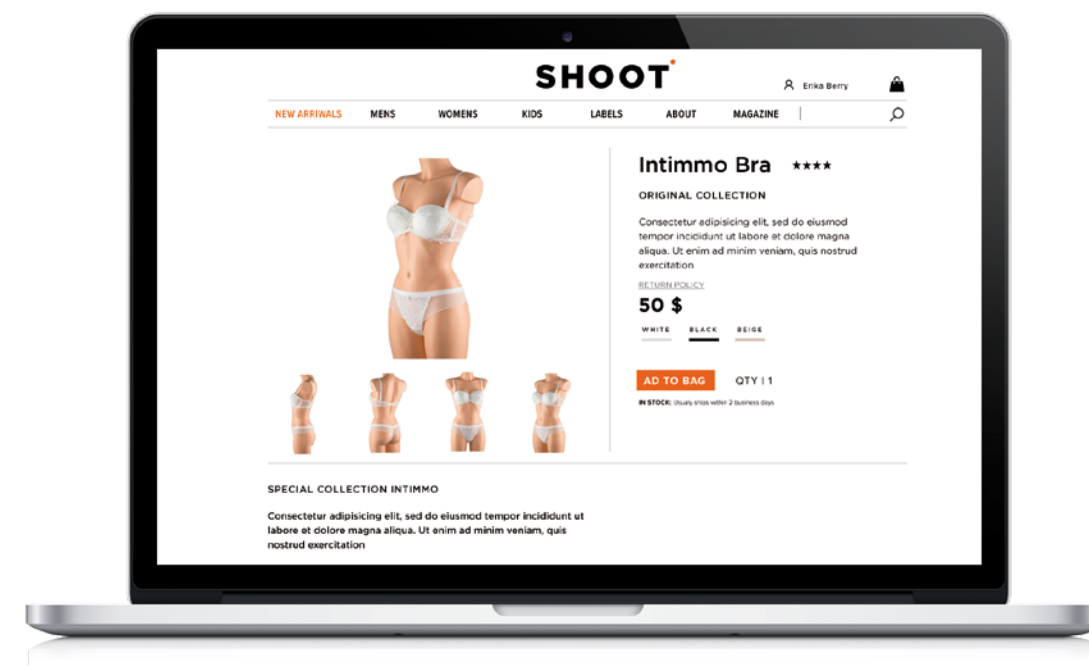 SHOOT
Erika Berry
NEW ARRIWALS MENS WOMENS KIDS LABELS ABOUT MAGAZINE
Intimmo Bra ★★★★
ORIGINAL COLLECTION
Consectetur adipisicing elit, sed do eiusmod
tempor incididunt ut labore et dolore magna
aliqua. Ut enim ad minim veniam, quis nostrud
exercitation
RETURN POLICY
50 $
WHITE BLACK BEIGE
AD TO BAG QTY | 1
IN STOCK: Usualy ships within 2 business days
SPECIAL COLLECTION INTIMMO
Consectetur adipisicing elit, sed do eiusmod tempor incididunt ut
labore et dolore magna aliqua. Ut enim ad minim veniam, quis
nostrud exercitation